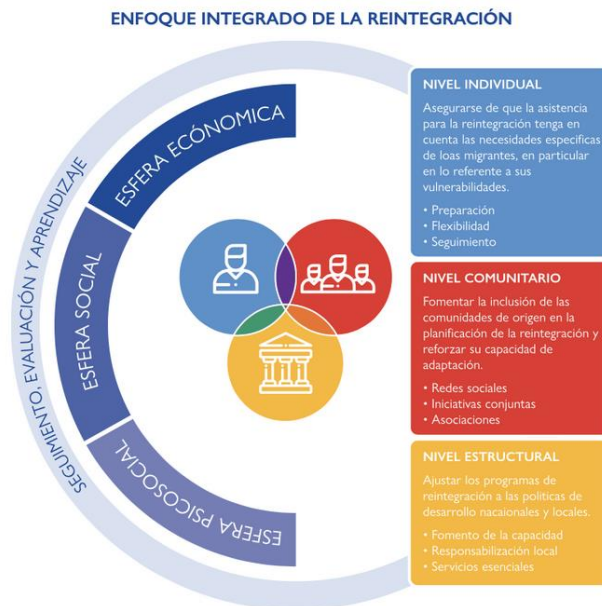 ENFOQUE INTEGRADO DE LA REINTEGRACIÓN
SEGUIMIENTO, EVALUACIÓN Y APRENDIZAJE
ESFERA ECÓNOMICA
ESFERA SOCIAL
ESFERA PSICOSOCIAL
NIVEL INDIVIDUAL
Asegurarse de que la asistencia
para la reintegración tenga en
cuenta las necesidades especificas
de loas migrantes, en particular
en lo referente a sus
vulnerabilidades.
• Preparación
• Flexibilidad
• Seguimiento
NIVEL COMUNITARIO
Fomentar la inclusión de las
comunidades de origen en la
planificación de la reintegración y
reforzar su capacidad de
adaptación.
• Redes sociales
• Iniciativas conjuntas
• Asociaciones
NIVEL ESTRUCTURAL
Ajustar los programas de
reintegración a las politicas de
desarrollo nacaionales y locales.
• Fomento de la capacidad
• Responsabilización local
• Servicios esenciales